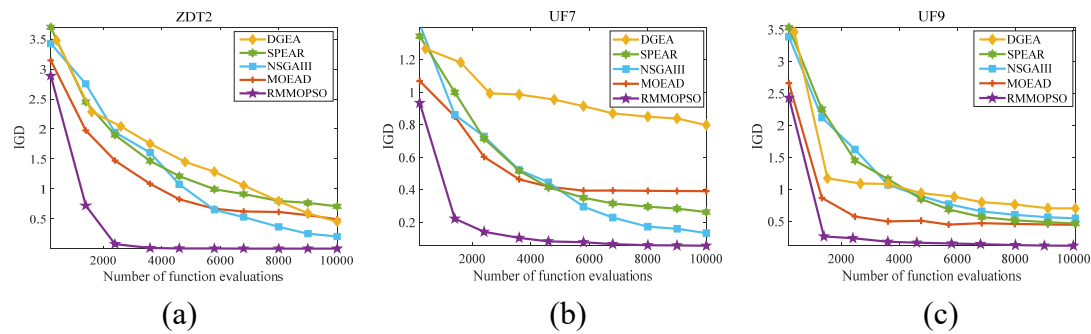 ZDT2
3.5
3
2.5
2
1.5
1
0.5
IGD
2000 4000 6000 8000 10000
Number of function evaluations
DGEA
SPEAR
NSGAIII
MOEAD
RMMOPSO
(a)
UF7
1.2
1
0.8
0.6
0.4
0.2
IGD
2000 4000 6000 8000 10000
Number of function evaluations
DGEA
SPEAR
NSGAIII
MOEAD
RMMOPSO
(b)
UF9
3.5
3
2.5
2
1.5
1
0.5
IGD
2000 4000 6000 8000 10000
Number of function evaluations
DGEA
SPEAR
NSGAIII
MOEAD
RMMOPSO
(c)